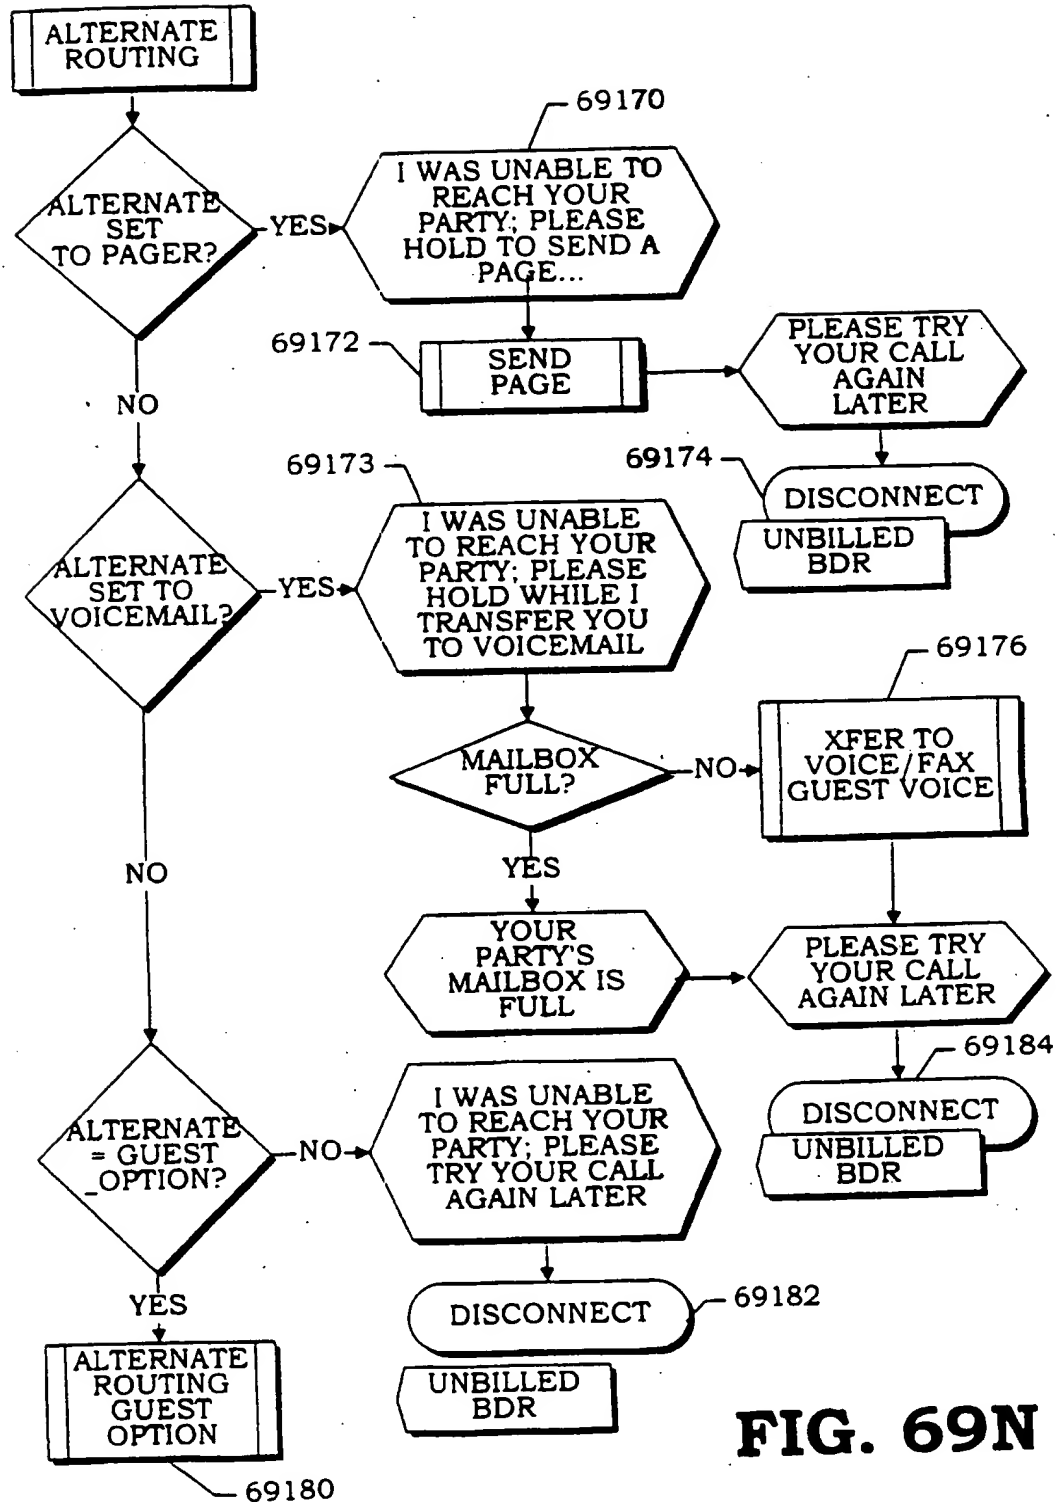 ALTERNATE
ROUTING
69170
ALTERNATE
SET
TO PAGER?
YES
I WAS UNABLE TO
REACH YOUR
PARTY; PLEASE
HOLD TO SEND A
PAGE...
69172
SEND
PAGE
PLEASE TRY
YOUR CALL
AGAIN
LATER
NO
69174
DISCONNECT
UNBILLED
BDR
69173
ALTERNATE
SET TO
VOICEMAIL?
YES
I WAS UNABLE
TO REACH YOUR
PARTY; PLEASE
HOLD WHILE I
TRANSFER YOU
TO VOICEMAIL
69176
MAILBOX
FULL?
NO
XFER TO
VOICE/FAX
GUEST VOICE
NO
YES
YOUR
PARTY'S
MAILBOX IS
FULL
PLEASE TRY
YOUR CALL
AGAIN LATER
69184
DISCONNECT
UNBILLED
BDR
ALTERNATE
= GUEST
_OPTION?
NO
I WAS UNABLE
TO REACH YOUR
PARTY; PLEASE
TRY YOUR CALL
AGAIN LATER
DISCONNECT
69182
UNBILLED
BDR
YES
ALTERNATE
ROUTING
GUEST
OPTION
69180
FIG. 69N